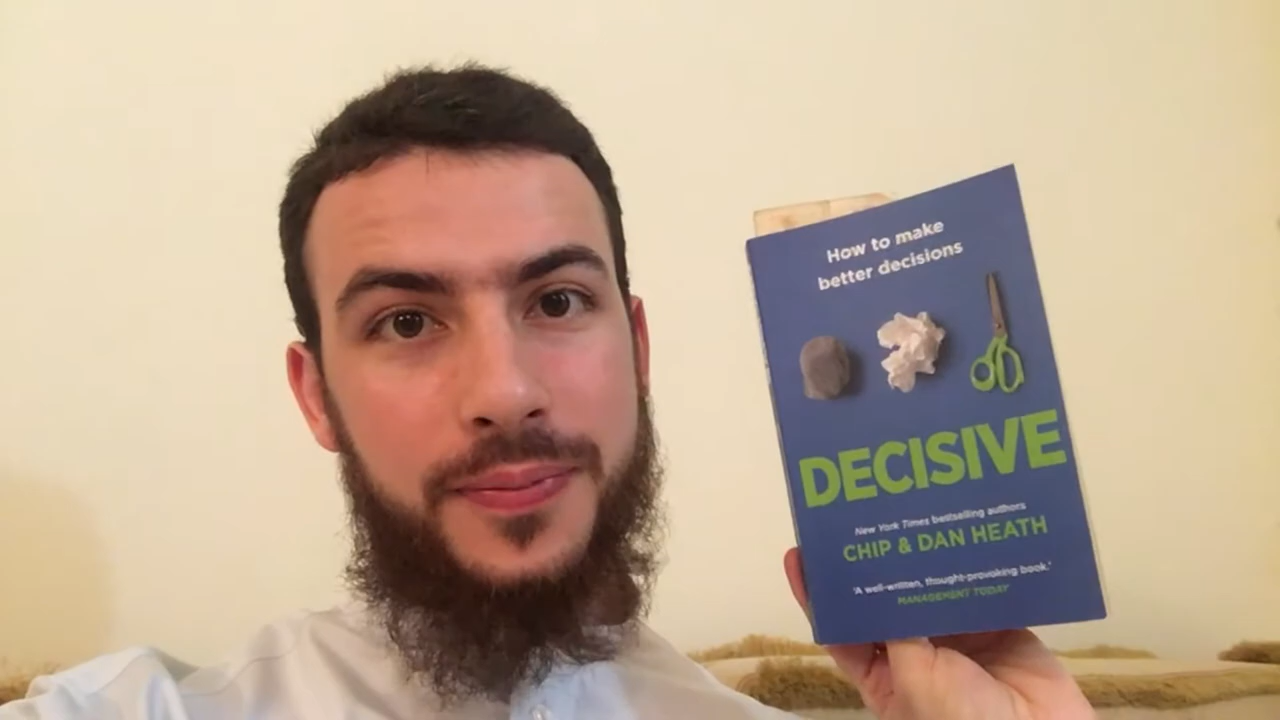 How to make
better decisions
DECISIVE
New York Times bestselling authors
CHIP & DAN HEATH
'A well-written, thought-provoking book.'
MANAGEMENT TODAY